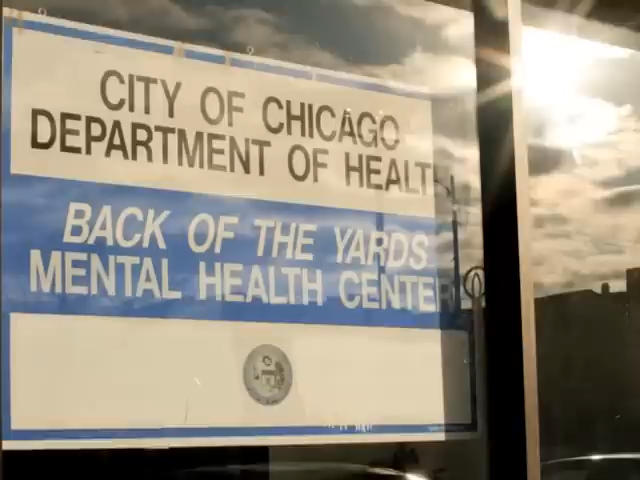 CITY OF CHICAGO
DEPARTMENT OF HEALTH
BACK OF THE YARDS
MENTAL HEALTH CENTER